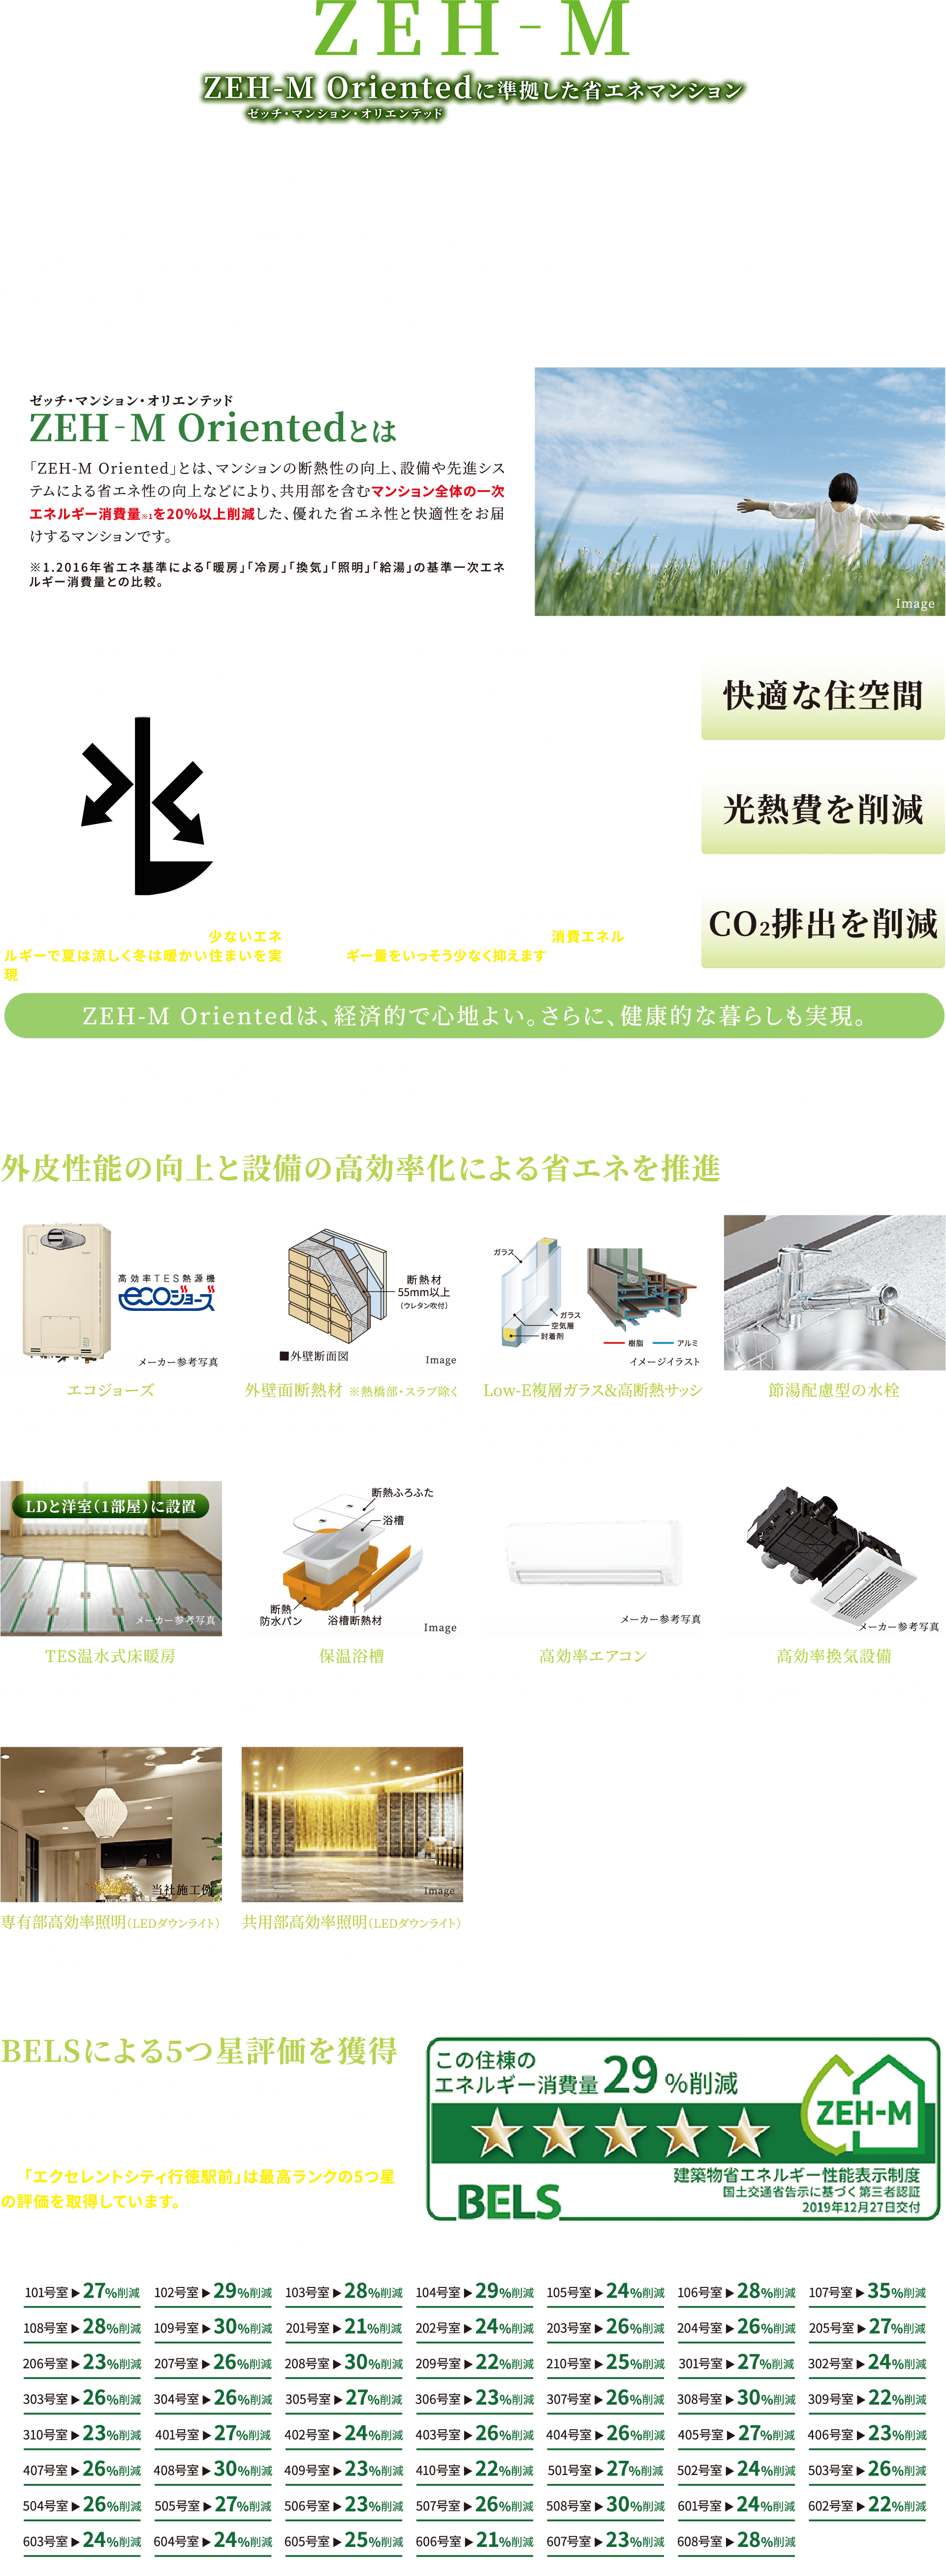 ZEH-M
ZEH-M Orientedに準拠した省エネマンション
ゼッチ・マンション・オリエンテッド
ゼッチ・マンション・オリエンテッド
ZEH-M Orientedとは
「ZEH-M Oriented」とは、マンションの断熱性の向上、設備や先進シス
テムによる省エネ性の向上などにより、共用部を含むマンション全体の一次
エネルギー消費量※1を20%以上削減した、優れた省エネ性と快適性をお届
けするマンションです。
※1.2016年省エネ基準による「暖房」「冷房」「換気」「照明」「給湯」の基準一次エネ
ルギー消費量との比較。
Image
快適な住空間
光熱費を削減
CO₂排出を削減
少ないエネ
ルギーで夏は涼しく冬は暖かい住まいを実
現
消費エネル
ギー量をいっそう少なく抑えます
ZEH-M Orientedは、経済的で心地よい。さらに、健康的な暮らしも実現。
外皮性能の向上と設備の高効率化による省エネを推進
高効率TES熱源機
ecoジョーズ
メーカー参考写真
エコジョーズ
断熱材
55mm以上
（ウレタン吹付）
■外壁断面図
Image
外壁面断熱材 ※熱橋部・スラブ除く
ガラス
ガラス
空気層
封着剤
樹脂
アルミ
イメージイラスト
Low-E複層ガラス&高断熱サッシ
節湯配慮型の水栓
LDと洋室（1部屋）に設置
メーカー参考写真
TES温水式床暖房
断熱ふろふた
浴槽
断熱
防水パン
浴槽断熱材
Image
保温浴槽
メーカー参考写真
高効率エアコン
メーカー参考写真
高効率換気設備
当社施工例
専有部高効率照明（LEDダウンライト）
Image
共用部高効率照明（LEDダウンライト）
BELSによる5つ星評価を獲得
「エクセレントシティ行徳駅前」は最高ランクの5つ星
の評価を取得しています。
この住棟の
エネルギー消費量 29 %削減
ZEH-M
建築物省エネルギー性能表示制度
国土交通省告示に基づく第三者認証
2019年12月27日交付
BELS
101号室▶27%削減 102号室▶29%削減 103号室▶28%削減 104号室▶29%削減 105号室▶24%削減 106号室▶28%削減 107号室▶35%削減
108号室▶28%削減 109号室▶30%削減 201号室▶21%削減 202号室▶24%削減 203号室▶26%削減 204号室▶26%削減 205号室▶27%削減
206号室▶23%削減 207号室▶26%削減 208号室▶30%削減 209号室▶22%削減 210号室▶25%削減 301号室▶27%削減 302号室▶24%削減
303号室▶26%削減 304号室▶26%削減 305号室▶27%削減 306号室▶23%削減 307号室▶26%削減 308号室▶30%削減 309号室▶22%削減
310号室▶23%削減 401号室▶27%削減 402号室▶24%削減 403号室▶26%削減 404号室▶26%削減 405号室▶27%削減 406号室▶23%削減
407号室▶26%削減 408号室▶30%削減 409号室▶23%削減 410号室▶22%削減 501号室▶27%削減 502号室▶24%削減 503号室▶26%削減
504号室▶26%削減 505号室▶27%削減 506号室▶23%削減 507号室▶26%削減 508号室▶30%削減 601号室▶24%削減 602号室▶22%削減
603号室▶24%削減 604号室▶24%削減 605号室▶25%削減 606号室▶21%削減 607号室▶23%削減 608号室▶28%削減